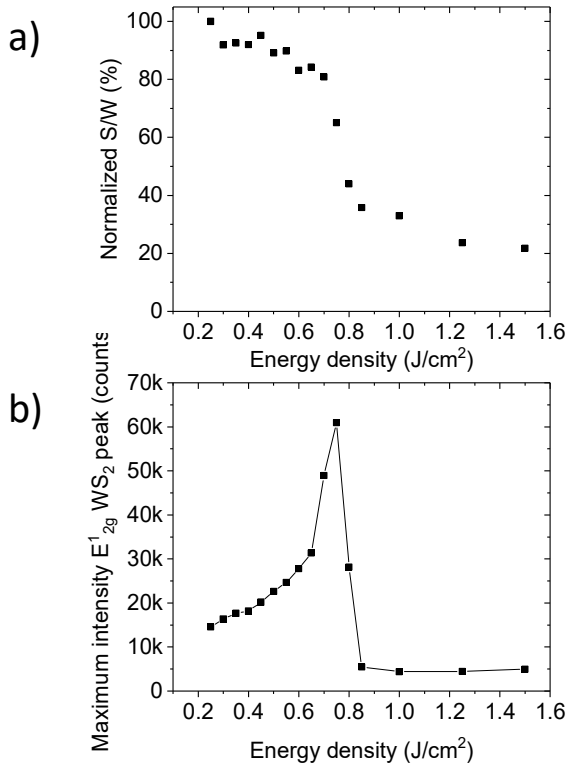 a)
Normalized S/W (%)
100
80
60
40
20
0
0.2 0.4 0.6 0.8 1.0 1.2 1.4 1.6
Energy density (J/cm²)
b)
Maximum intensity E¹₂g WS₂ peak (counts
70k
60k
50k
40k
30k
20k
10k
0
0.2 0.4 0.6 0.8 1.0 1.2 1.4 1.6
Energy density (J/cm²)